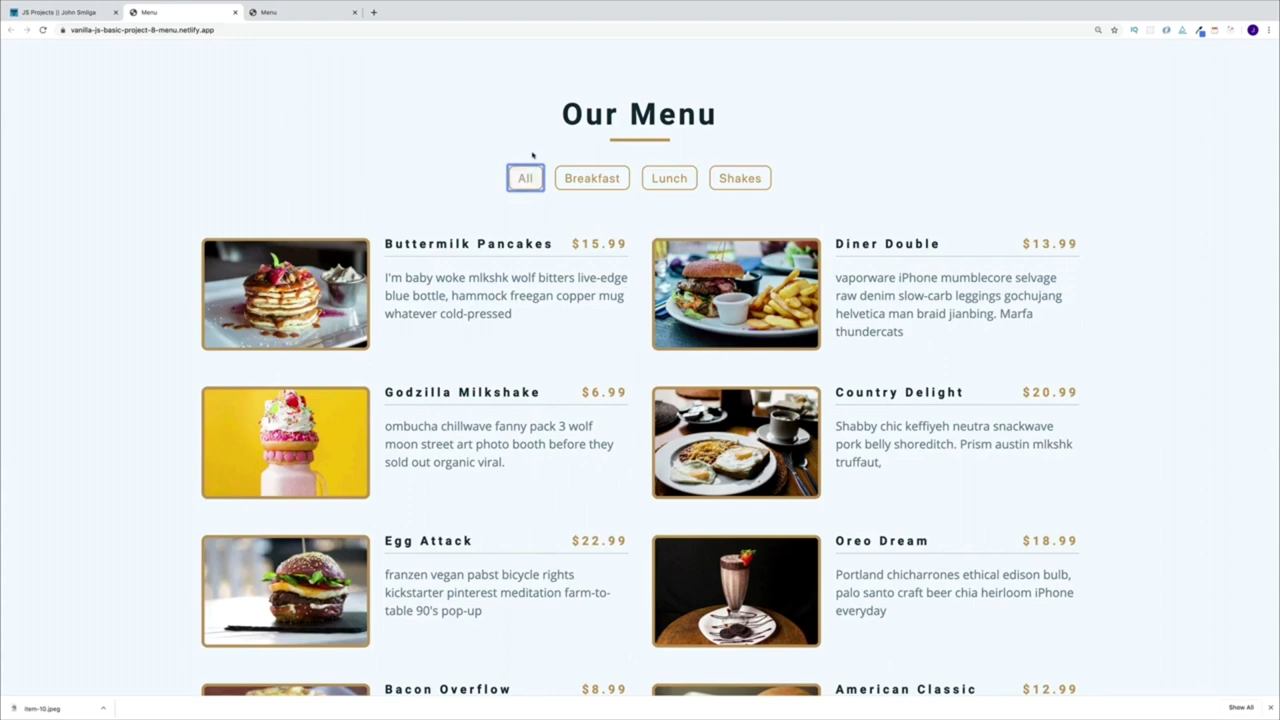 JS Projects || John Smilga
Menu
Menu
vanilla-js-basic-project-8-menu.netlify.app
Our Menu
All
Breakfast
Lunch
Shakes
Buttermilk Pancakes $15.99
I'm baby woke mlkshk wolf bitters live-edge
blue bottle, hammock freegan copper mug
whatever cold-pressed
Diner Double $13.99
vaporware iPhone mumblecore selvage
raw denim slow-carb leggings gochujang
helvetica man braid jianbing. Marfa
thundercats
Godzilla Milkshake $6.99
ombucha chillwave fanny pack 3 wolf
moon street art photo booth before they
sold out organic viral.
Country Delight $20.99
Shabby chic keffiyeh neutra snackwave
pork belly shoreditch. Prism austin mlkshk
truffaut,
Egg Attack $22.99
franzen vegan pabst bicycle rights
kickstarter pinterest meditation farm-to-
table 90's pop-up
Oreo Dream $18.99
Portland chicharrones ethical edison bulb,
palo santo craft beer chia heirloom iPhone
everyday
Bacon Overflow $8.99
American Classic $12.99
item-10.jpeg
Show All